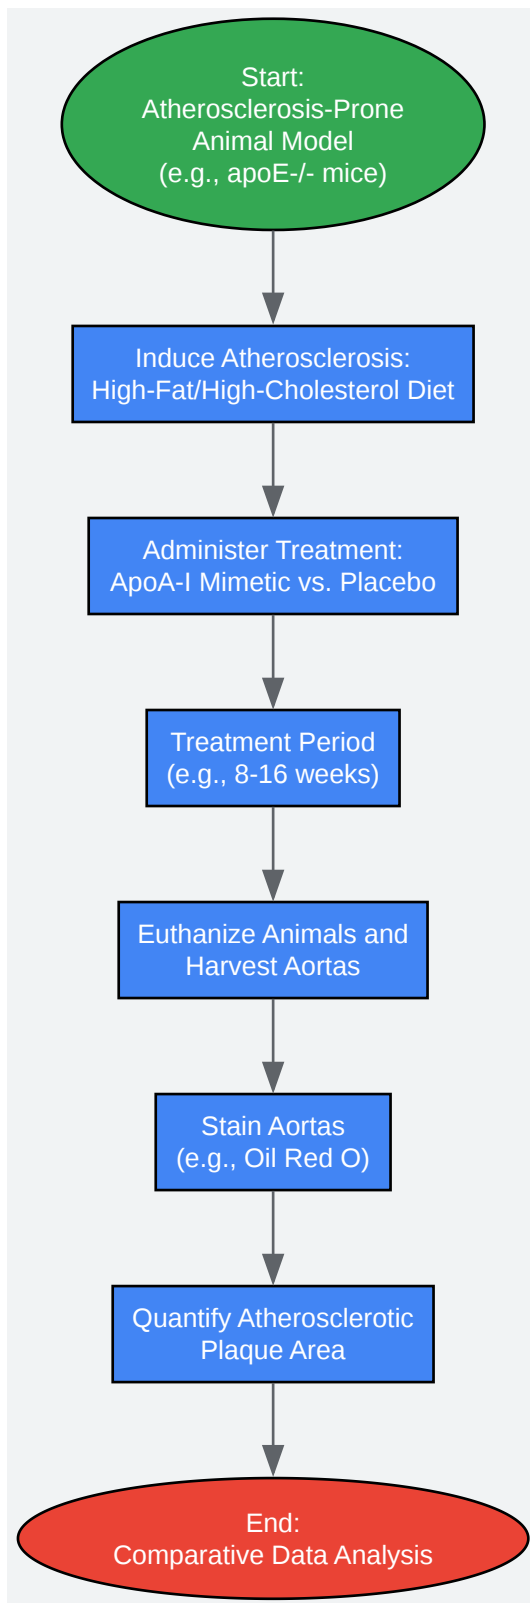 Start:
Atherosclerosis-Prone
Animal Model
(e.g., apoE-/- mice)
Induce Atherosclerosis:
High-Fat/High-Cholesterol Diet
Administer Treatment:
ApoA-I Mimetic vs. Placebo
Treatment Period
(e.g., 8-16 weeks)
Euthanize Animals and
Harvest Aortas
Stain Aortas
(e.g., Oil Red O)
Quantify Atherosclerotic
Plaque Area
End:
Comparative Data Analysis